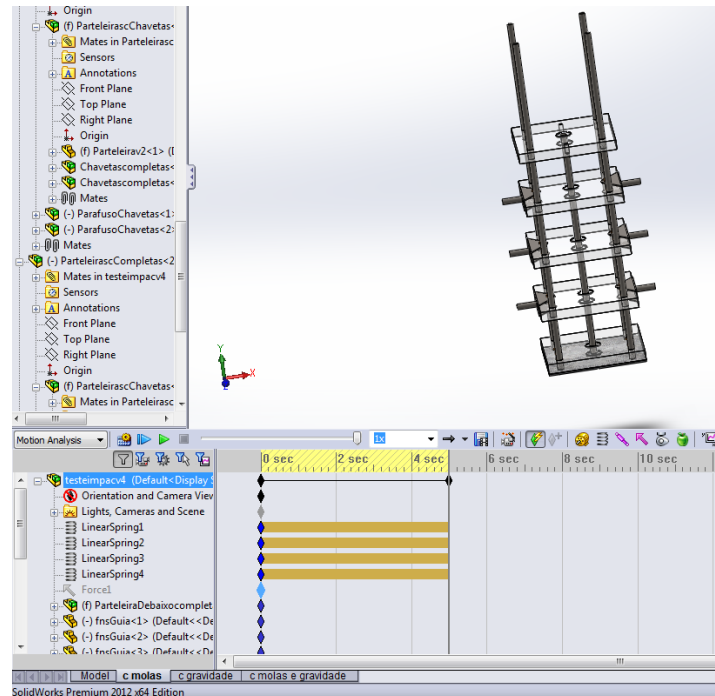 Origin
(f) ParteleirascChavetas<
Mates in Parteleirasc
Sensors
Annotations
Front Plane
Top Plane
Right Plane
Origin
(f) Parteleirav2<1> (D
Chavetascompletas<
Chavetascompletas<
Mates
(-) ParafusoChavetas<1>
(-) ParafusoChavetas<2>
Mates
(-) ParteleirascCompletas<2
Mates in testeimpacv4
Sensors
Annotations
Front Plane
Top Plane
Right Plane
Origin
(f) ParteleirascChavetas<
Mates in Parteleirasc
Y
X
Z
Motion Analysis
1x
0 sec 2 sec 4 sec 6 sec 8 sec 10 sec
testeimpacv4 (Default<Display S
Orientation and Camera View
Lights, Cameras and Scene
LinearSpring1
LinearSpring2
LinearSpring3
LinearSpring4
Force1
(f) ParteleiraDebaixocomplet
(-) fnsGuia<1> (Default<<De
(-) fnsGuia<2> (Default<<De
(-) fnsGuia<3> (Default<<De
Model c molas c gravidade c molas e gravidade
SolidWorks Premium 2012 x64 Edition